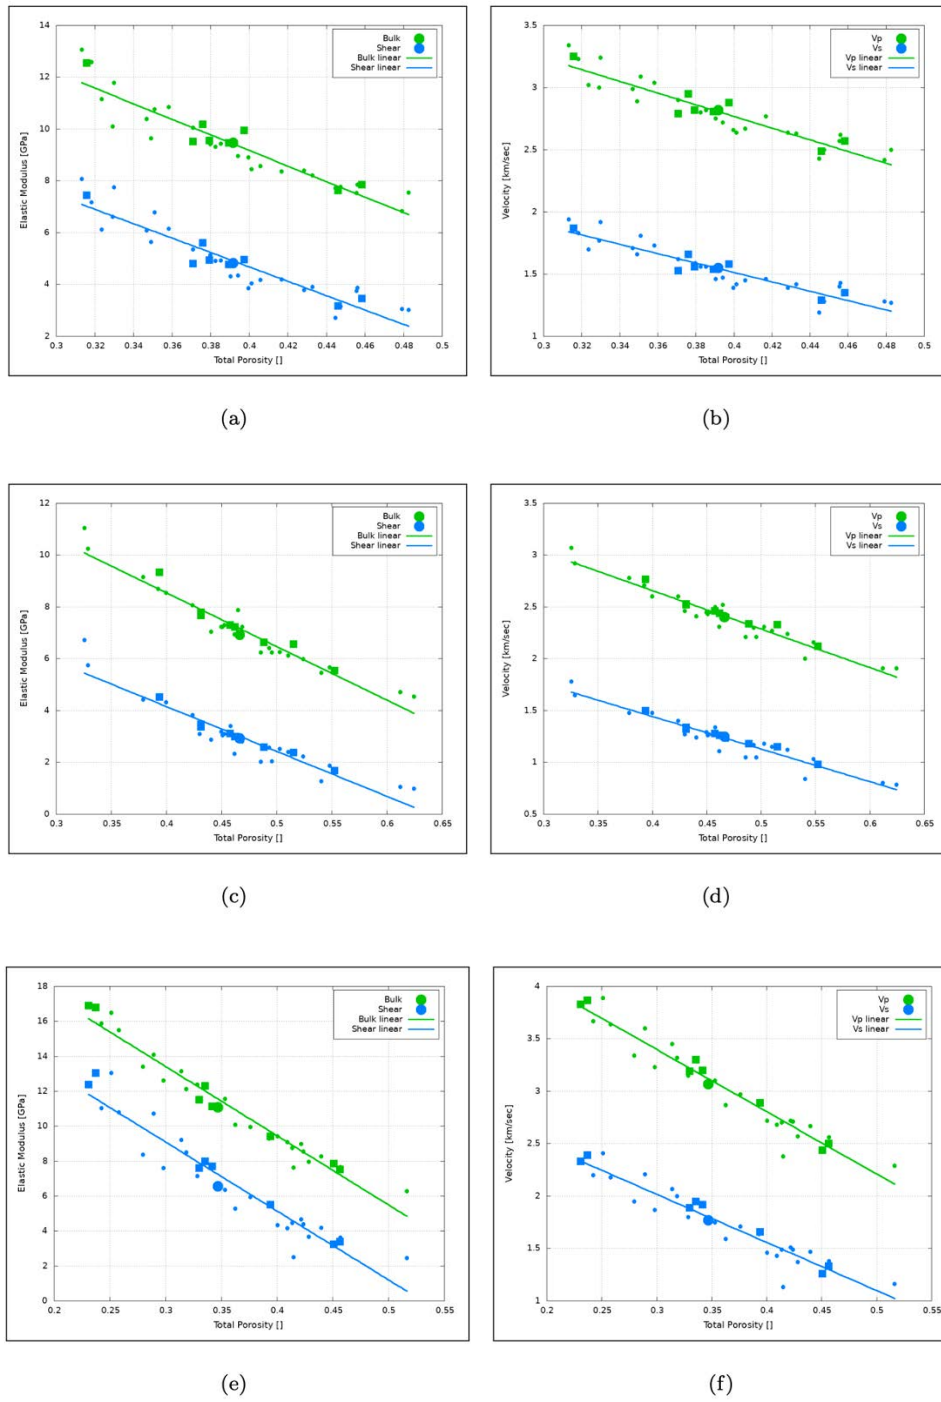 14
12
10
8
6
4
2
Elastic Modulus [GPa]
0.3 0.32 0.34 0.36 0.38 0.4 0.42 0.44 0.46 0.48 0.5
Total Porosity []
Bulk
Shear
Bulk linear
Shear linear
(a)
4
3.5
3
2.5
2
1.5
1
Velocity [km/sec]
0.3 0.32 0.34 0.36 0.38 0.4 0.42 0.44 0.46 0.48 0.5
Total Porosity []
Vp
Vs
Vp linear
Vs linear
(b)
12
10
8
6
4
2
0
Elastic Modulus [GPa]
0.3 0.35 0.4 0.45 0.5 0.55 0.6 0.65
Total Porosity []
Bulk
Shear
Bulk linear
Shear linear
(c)
3.5
3
2.5
2
1.5
1
0.5
Velocity [km/sec]
0.3 0.35 0.4 0.45 0.5 0.55 0.6 0.65
Total Porosity []
Vp
Vs
Vp linear
Vs linear
(d)
18
16
14
12
10
8
6
4
2
0
Elastic Modulus [GPa]
0.2 0.25 0.3 0.35 0.4 0.45 0.5 0.55
Total Porosity []
Bulk
Shear
Bulk linear
Shear linear
(e)
4
3.5
3
2.5
2
1.5
1
Velocity [km/sec]
0.2 0.25 0.3 0.35 0.4 0.45 0.5 0.55
Total Porosity []
Vp
Vs
Vp linear
Vs linear
(f)